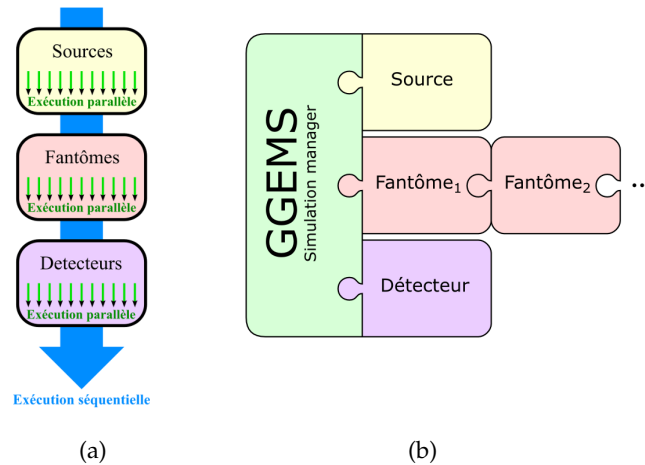 Sources
Exécution parallèle
Fantômes
Exécution parallèle
Detecteurs
Exécution parallèle
Exécution séquentielle
(a)
GGEMS
Simulation manager
Source
Fantôme₁
Fantôme₂
..
Détecteur
(b)